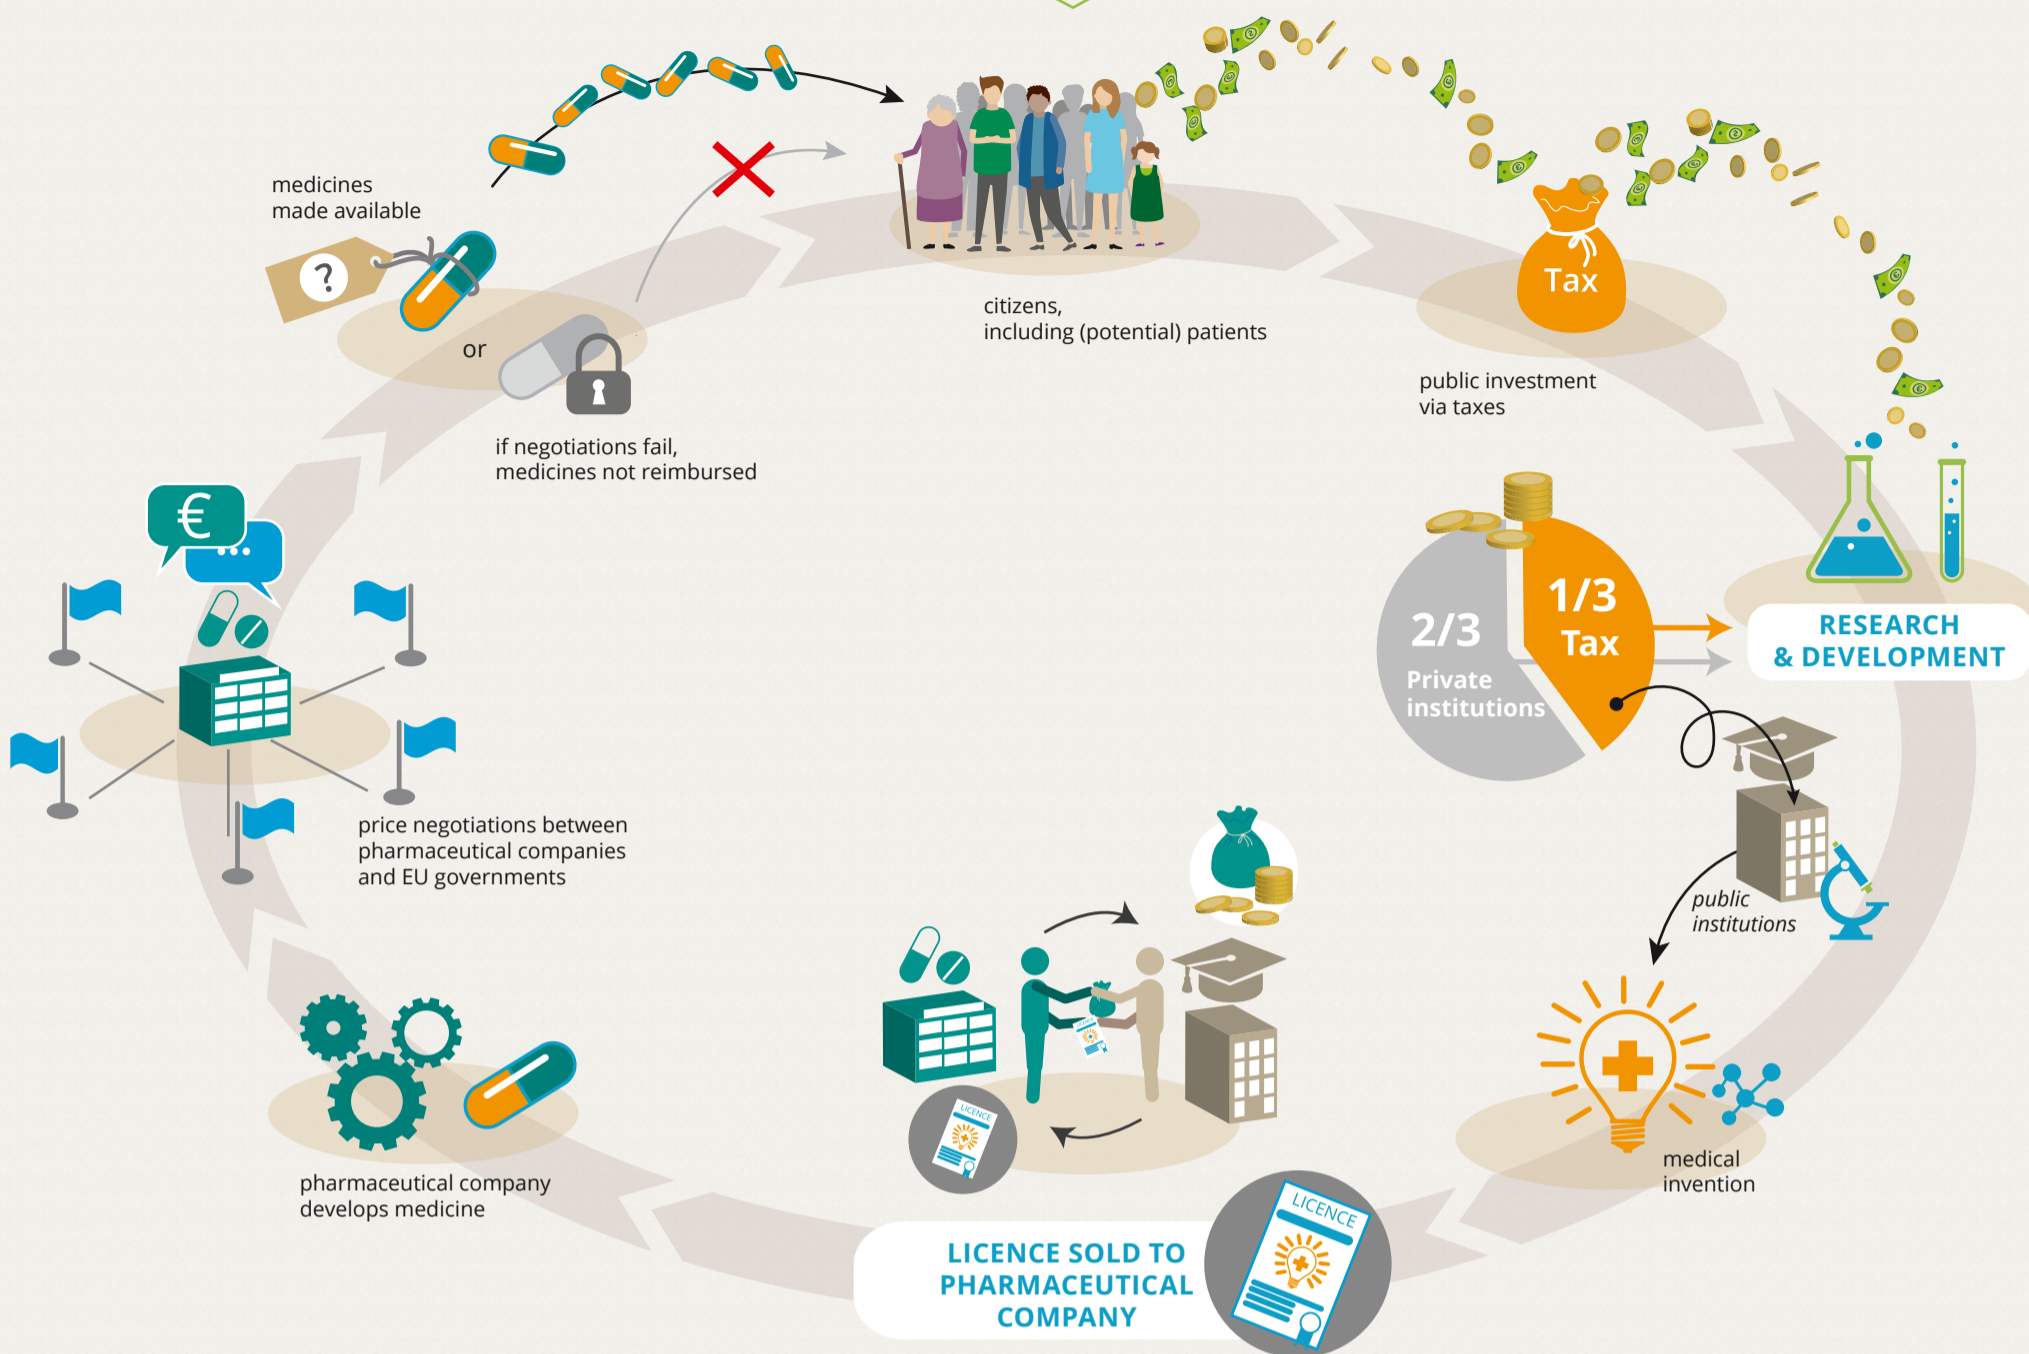 medicines
made available
?
or
if negotiations fail,
medicines not reimbursed
citizens,
including (potential) patients
Tax
public investment
via taxes
2/3
Private
institutions
1/3
Tax
RESEARCH
& DEVELOPMENT
public
institutions
medical
invention
LICENCE
LICENCE SOLD TO
PHARMACEUTICAL
COMPANY
LICENCE
pharmaceutical company
develops medicine
€
...
price negotiations between
pharmaceutical companies
and EU governments